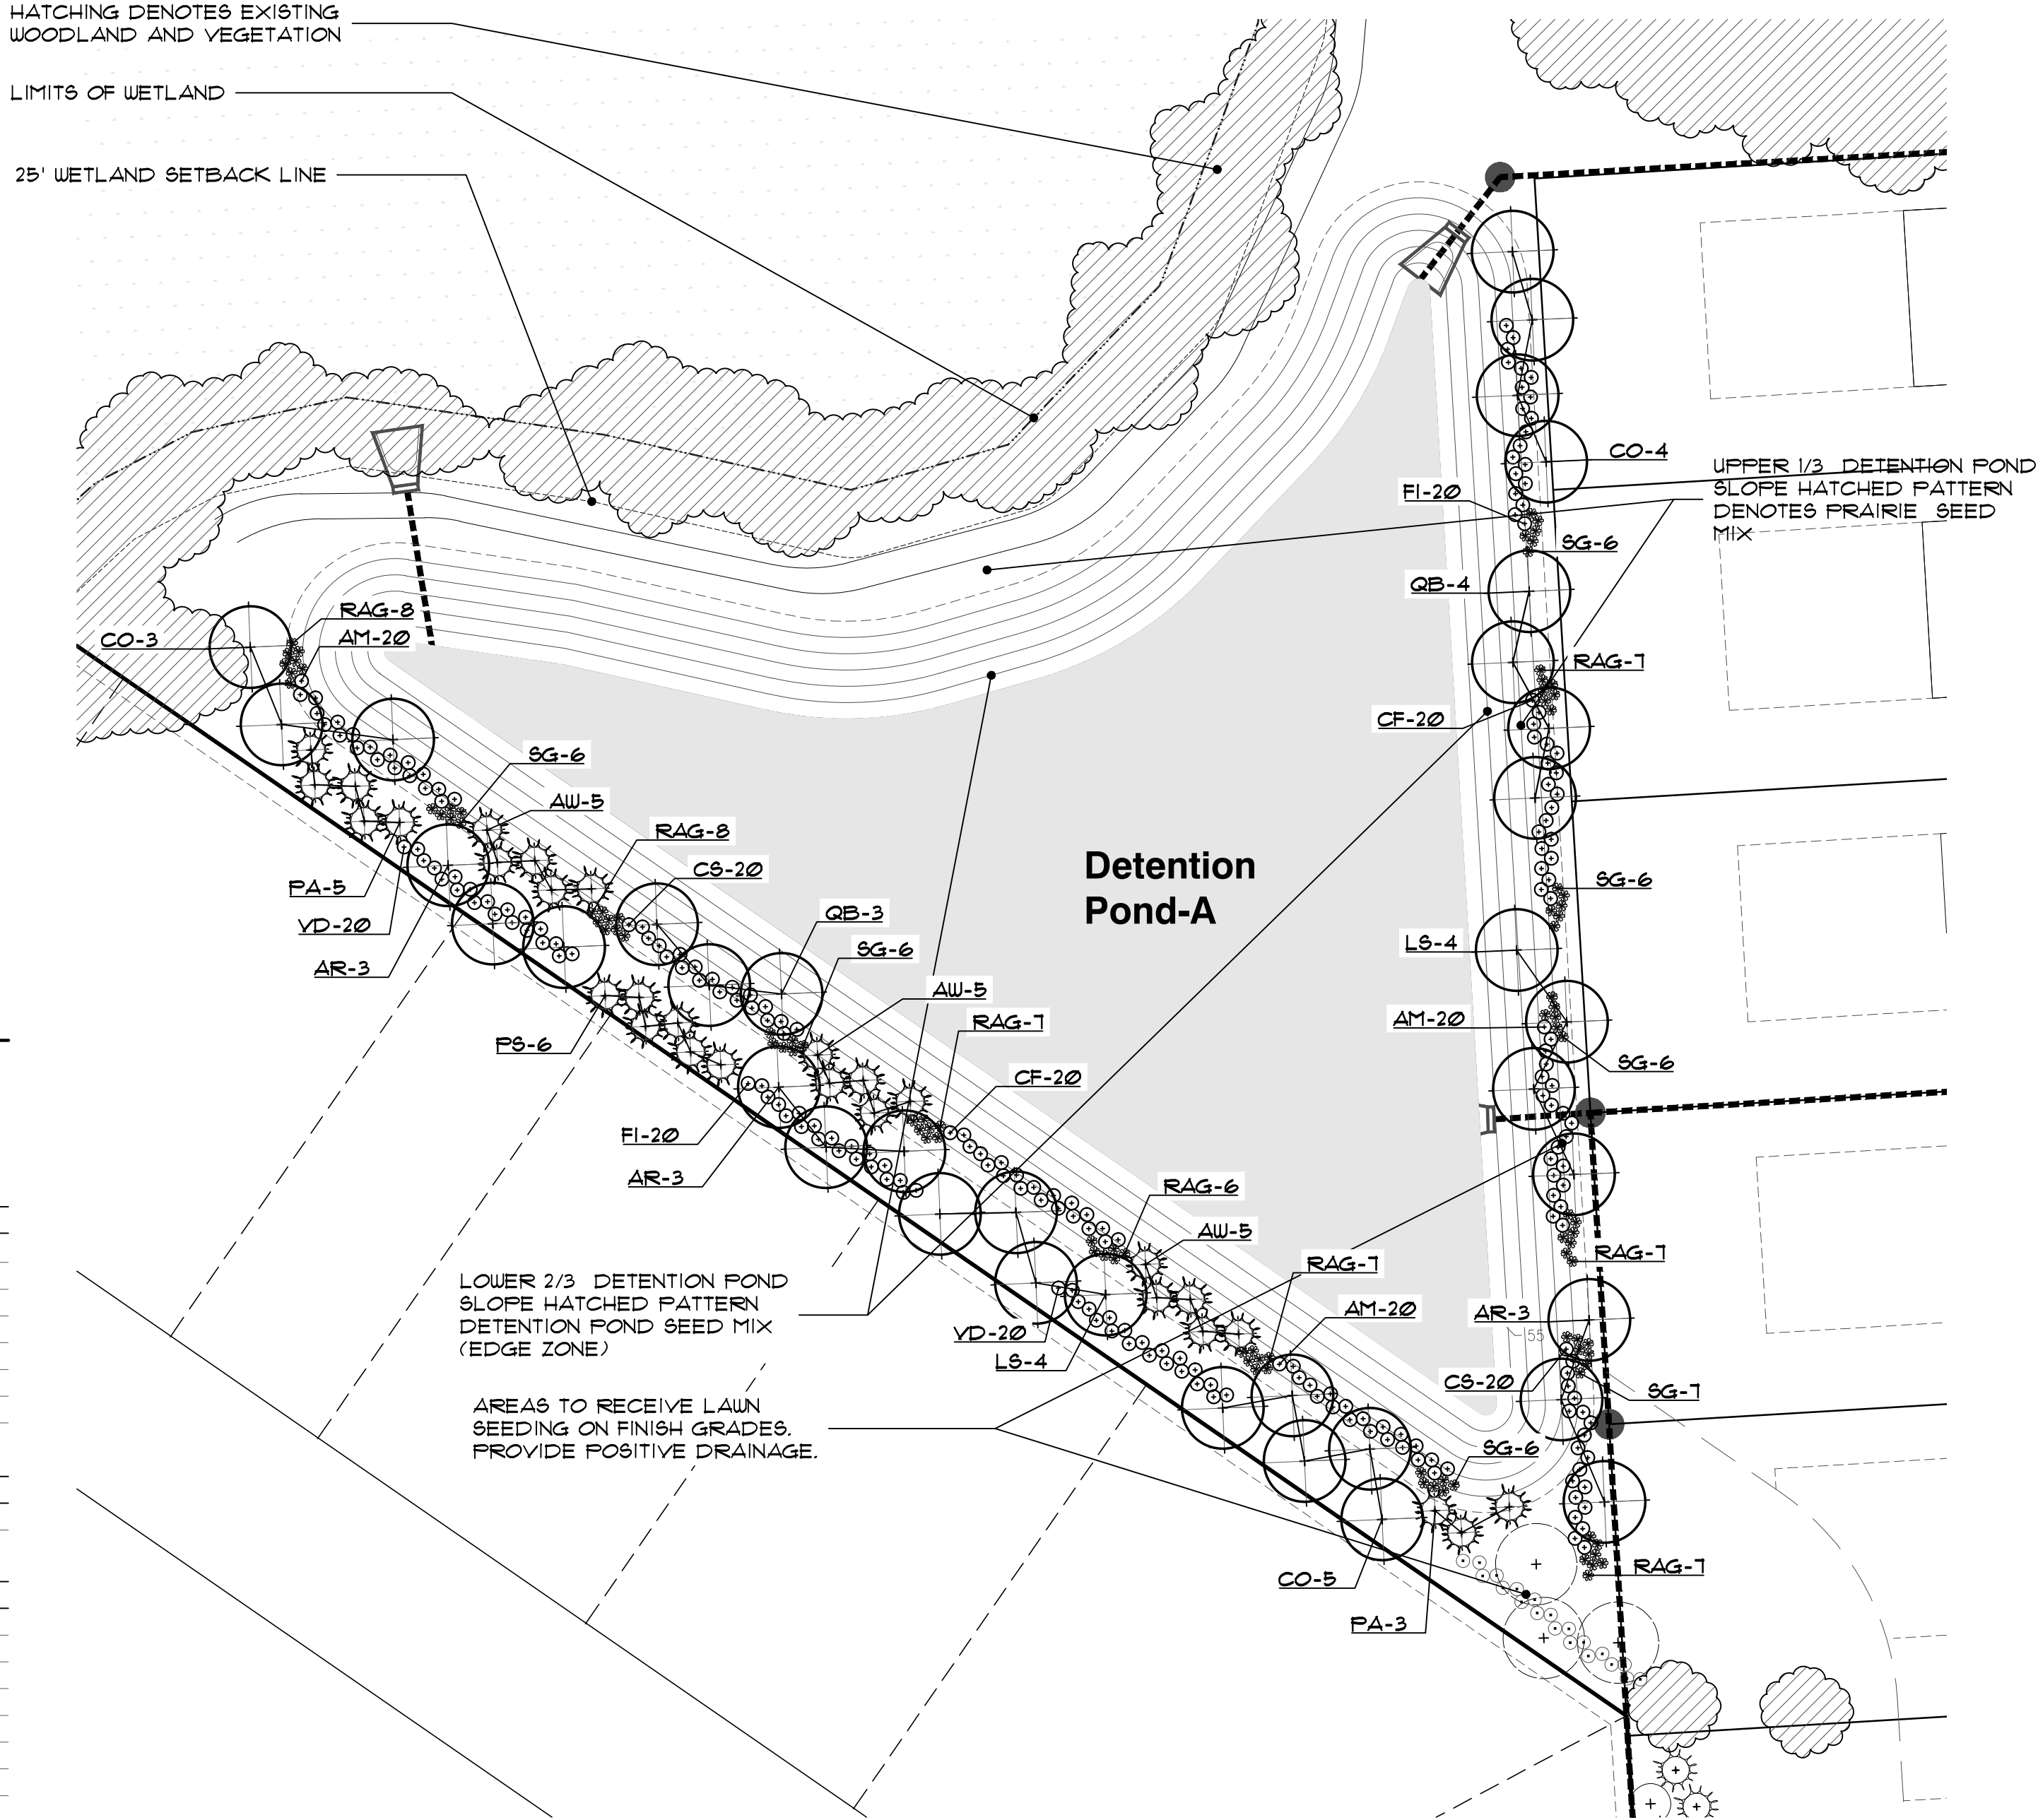 HATCHING DENOTES EXISTING
WOODLAND AND VEGETATION
LIMITS OF WETLAND
25' WETLAND SETBACK LINE
CO-4
UPPER 1/3 DETENTION POND
SLOPE HATCHED PATTERN
DENOTES PRAIRIE SEED
MIX
FI-20
SG-6
QB-4
RAG-8
CO-3
AM-20
RAG-7
CF-20
SG-6
AW-5
RAG-8
CS-20
Detention
Pond-A
PA-5
VD-20
AR-3
QB-3
SG-6
SG-6
LS-4
AW-5
RAG-7
AM-20
PS-6
SG-6
CF-20
FI-20
AR-3
RAG-6
AW-5
RAG-7
RAG-7
LOWER 2/3 DETENTION POND
SLOPE HATCHED PATTERN
DETENTION POND SEED MIX
(EDGE ZONE)
AM-20
AR-3
VD-20
155
LS-4
CS-20
SG-7
AREAS TO RECEIVE LAWN
SEEDING ON FINISH GRADES.
PROVIDE POSITIVE DRAINAGE.
SG-6
CO-5
RAG-7
PA-3